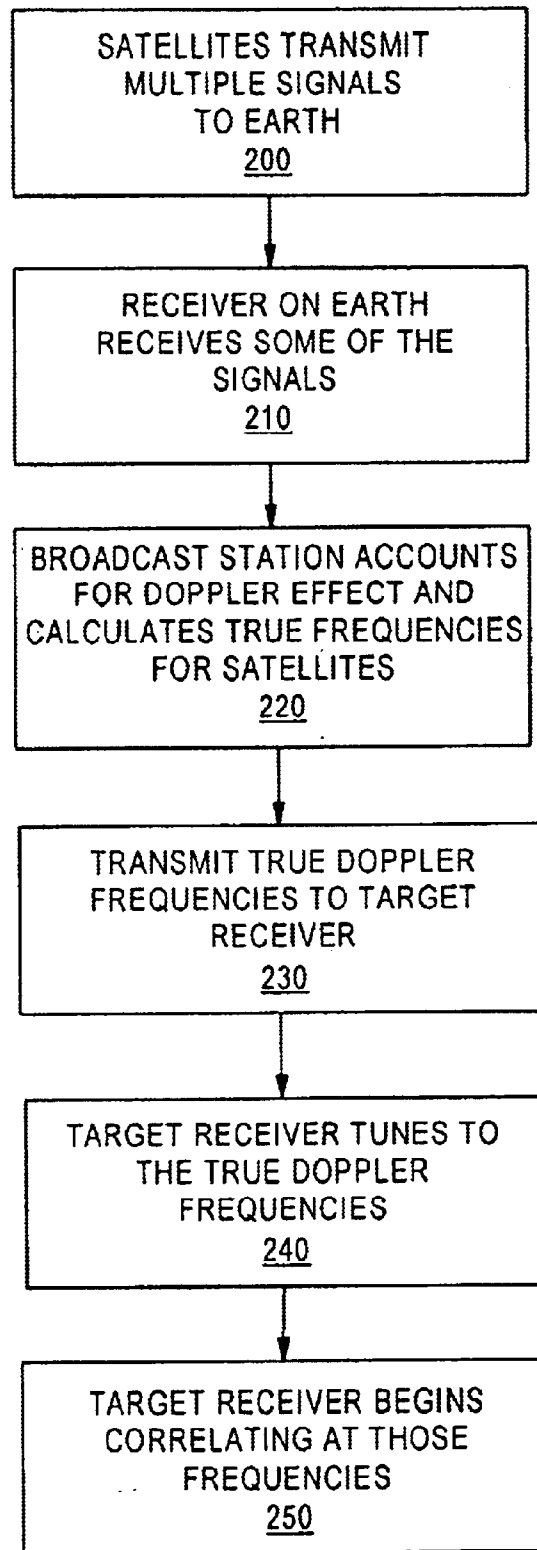 SATELLITES TRANSMIT
MULTIPLE SIGNALS
TO EARTH
200
RECEIVER ON EARTH
RECEIVES SOME OF THE
SIGNALS
210
BROADCAST STATION ACCOUNTS
FOR DOPPLER EFFECT AND
CALCULATES TRUE FREQUENCIES
FOR SATELLITES
220
TRANSMIT TRUE DOPPLER
FREQUENCIES TO TARGET
RECEIVER
230
TARGET RECEIVER TUNES TO
THE TRUE DOPPLER
FREQUENCIES
240
TARGET RECEIVER BEGINS
CORRELATING AT THOSE
FREQUENCIES
250